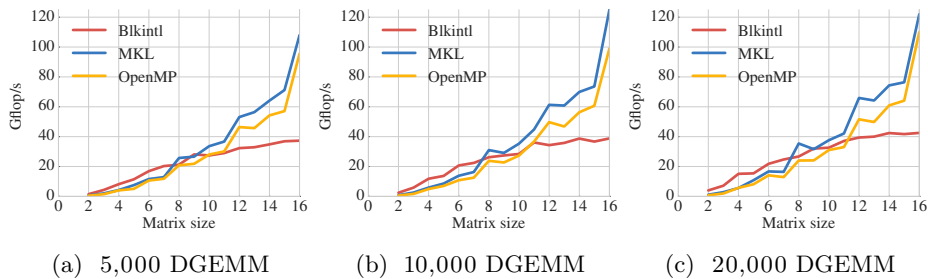 120
100
80
60
40
20
0
Gflop/s
Blkintl
MKL
OpenMP
0 2 4 6 8 10 12 14 16
Matrix size
(a) 5,000 DGEMM
120
100
80
60
40
20
0
Gflop/s
Blkintl
MKL
OpenMP
0 2 4 6 8 10 12 14 16
Matrix size
(b) 10,000 DGEMM
120
100
80
60
40
20
0
Gflop/s
Blkintl
MKL
OpenMP
0 2 4 6 8 10 12 14 16
Matrix size
(c) 20,000 DGEMM